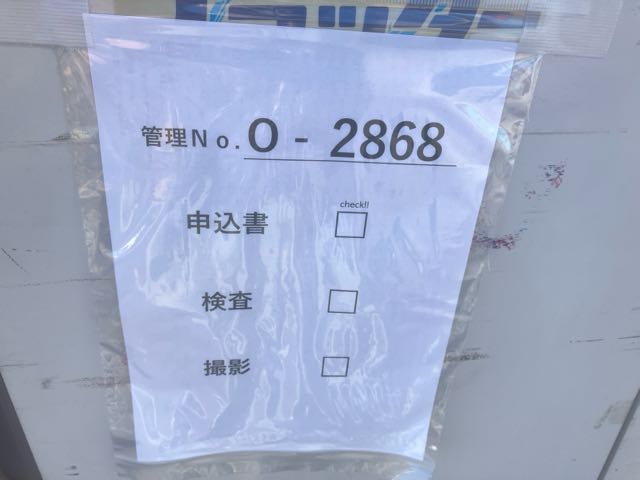 管理No. O - 2868
check!!
申込書 □
検査 □
撮影 □